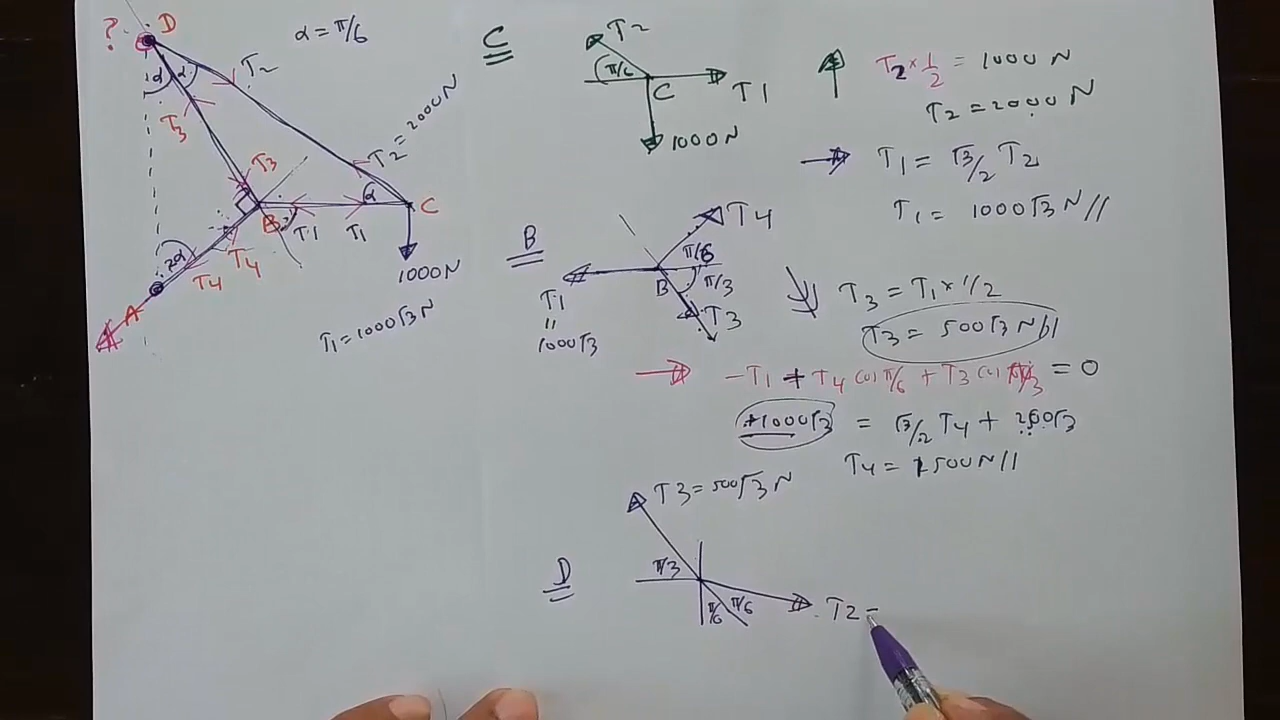 ? D
α = π/6
α α
T2
T3
T2 = 2000N
T3
α C
B T1 T1
2α
T4 T4
A
1000N
T1 = 1000√3 N
C
T2
π/6
C T1
1000N
T2 × 1/2 = 1000 N
T2 = 2000 N
→ T1 = √3/2 T2
T1 = 1000√3 N //
B
T4
π/6
B π/3
T1
"
1000√3
T3
T3 = T1 × 1/2
T3 = 500√3 N //
→ -T1 + T4 cos π/6 + T3 cos π/3 = 0
+1000√3 = √3/2 T4 + 250√3
T4 = 1500N //
D
T3 = 500√3 N
π/3
π/6 π/6
T2 =